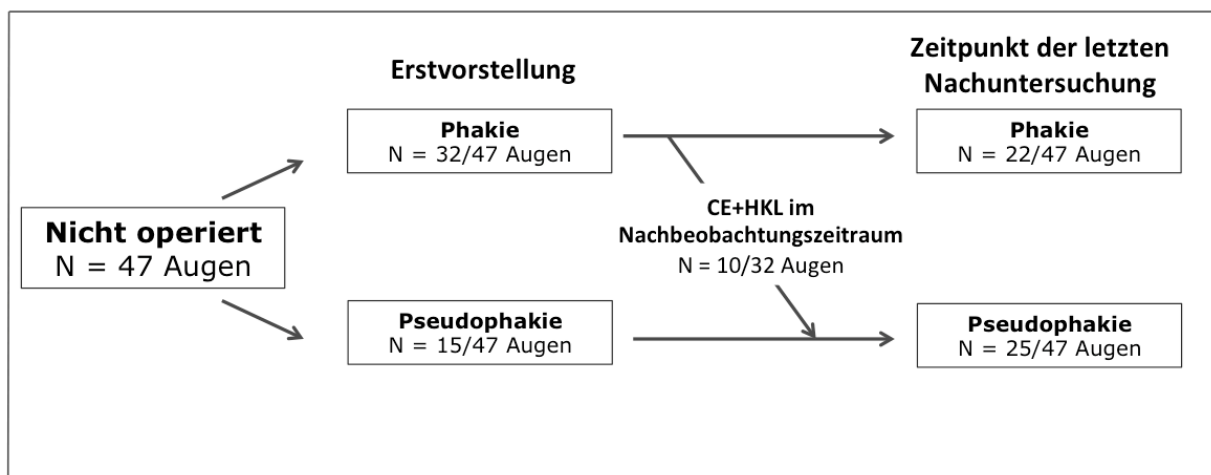 Erstvorstellung
Zeitpunkt der letzten
Nachuntersuchung
Phakie
N = 32/47 Augen
Phakie
N = 22/47 Augen
Nicht operiert
N = 47 Augen
CE+HKL im
Nachbeobachtungszeitraum
N = 10/32 Augen
Pseudophakie
N = 15/47 Augen
Pseudophakie
N = 25/47 Augen